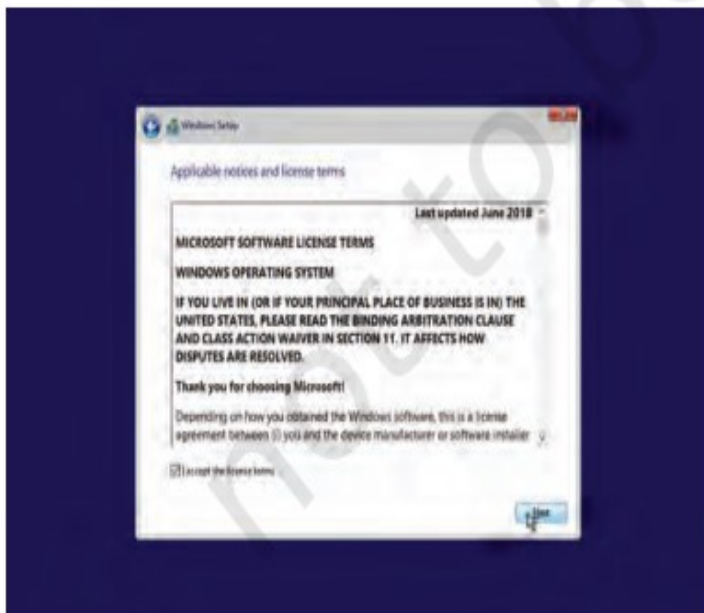 Windows Setup
Applicable notices and license terms
Last updated June 2018
MICROSOFT SOFTWARE LICENSE TERMS
WINDOWS OPERATING SYSTEM
IF YOU LIVE IN (OR IF YOUR PRINCIPAL PLACE OF BUSINESS IS IN) THE
UNITED STATES, PLEASE READ THE BINDING ARBITRATION CLAUSE
AND CLASS ACTION WAIVER IN SECTION 11. IT AFFECTS HOW
DISPUTES ARE RESOLVED.
Thank you for choosing Microsoft!
Depending on how you obtained the Windows software, this is a license
agreement between (i) you and the device manufacturer or software installer
I accept the license terms
Next
not to b